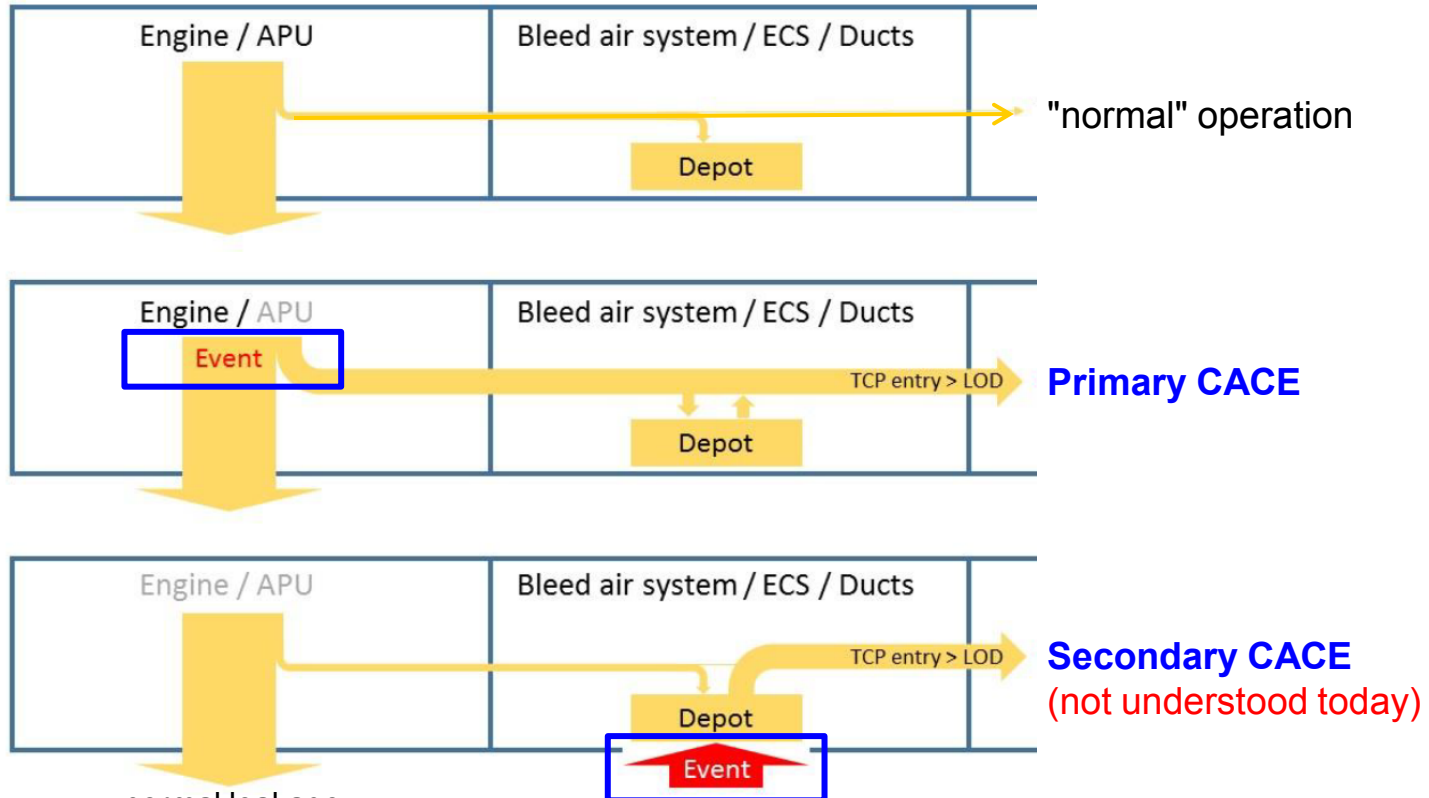 Engine / APU
Bleed air system / ECS / Ducts
"normal" operation
Depot
Engine / APU
Bleed air system / ECS / Ducts
Event
TCP entry > LOD
Primary CACE
Depot
Engine / APU
Bleed air system / ECS / Ducts
TCP entry > LOD
Secondary CACE
(not understood today)
Depot
Event